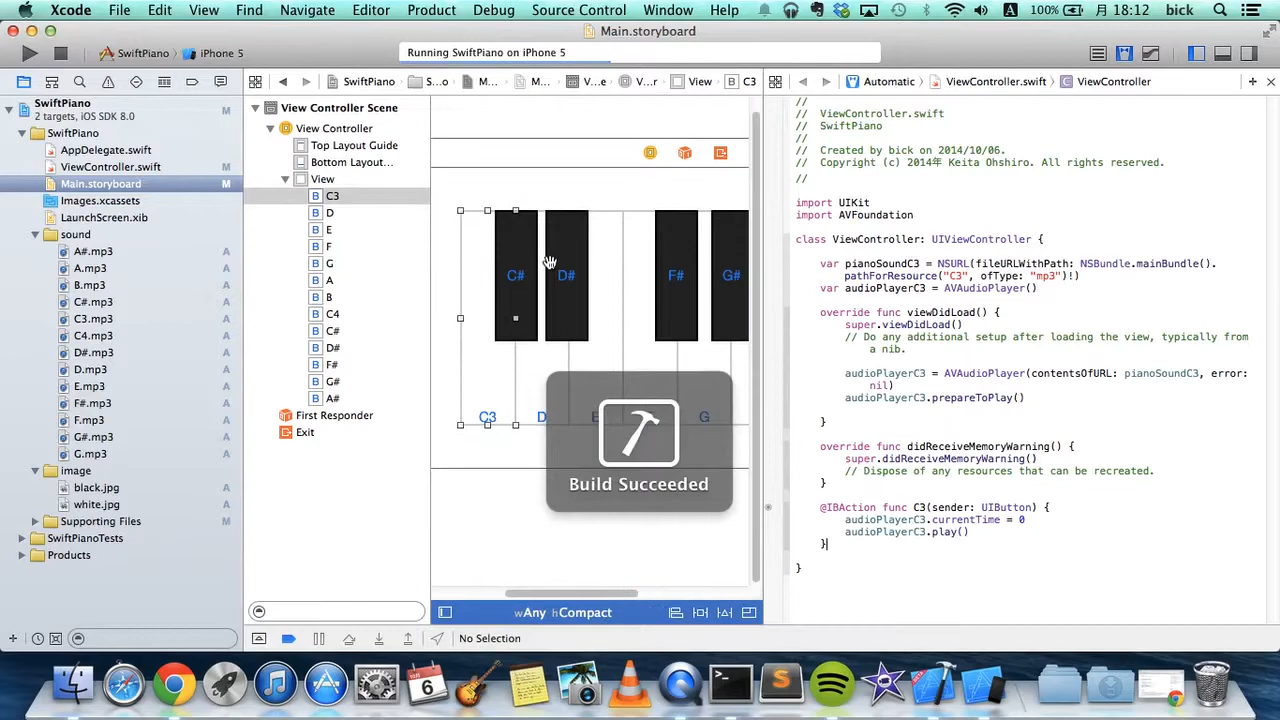 Xcode File Edit View Find Navigate Editor Product Debug Source Control Window Help
100% 月 18:12 bick
Main.storyboard
SwiftPiano iPhone 5
Running SwiftPiano on iPhone 5
SwiftPiano M
2 targets, iOS SDK 8.0
SwiftPiano
AppDelegate.swift
ViewController.swift M
Main.storyboard M
Images.xcassets
LaunchScreen.xib
sound
A#.mp3 A
A.mp3 A
B.mp3 A
C#.mp3 A
C3.mp3 A
C4.mp3 A
D#.mp3 A
D.mp3 A
E.mp3 A
F#.mp3 A
F.mp3 A
G#.mp3 A
G.mp3 A
image
black.jpg A
white.jpg A
Supporting Files
SwiftPianoTests
Products
SwiftPiano S...o M... M... V...e V...r View C3
View Controller Scene
View Controller
Top Layout Guide
Bottom Layout...
View
B C3
B D
B E
B F
B G
B A
B B
B C4
B C#
B D#
B F#
B G#
B A#
First Responder
Exit
C# D# F# G#
C3 D E G
Build Succeeded
wAny hCompact
No Selection
Automatic ViewController.swift C ViewController
//
// ViewController.swift
// SwiftPiano
//
// Created by bick on 2014/10/06.
// Copyright (c) 2014年 Keita Ohshiro. All rights reserved.
//
import UIKit
import AVFoundation
class ViewController: UIViewController {
var pianoSoundC3 = NSURL(fileURLWithPath: NSBundle.mainBundle().
pathForResource("C3", ofType: "mp3")!)
var audioPlayerC3 = AVAudioPlayer()
override func viewDidLoad() {
super.viewDidLoad()
// Do any additional setup after loading the view, typically from
a nib.
audioPlayerC3 = AVAudioPlayer(contentsOfURL: pianoSoundC3, error:
nil)
audioPlayerC3.prepareToPlay()
}
override func didReceiveMemoryWarning() {
super.didReceiveMemoryWarning()
// Dispose of any resources that can be recreated.
}
@IBAction func C3(sender: UIButton) {
audioPlayerC3.currentTime = 0
audioPlayerC3.play()
}
}